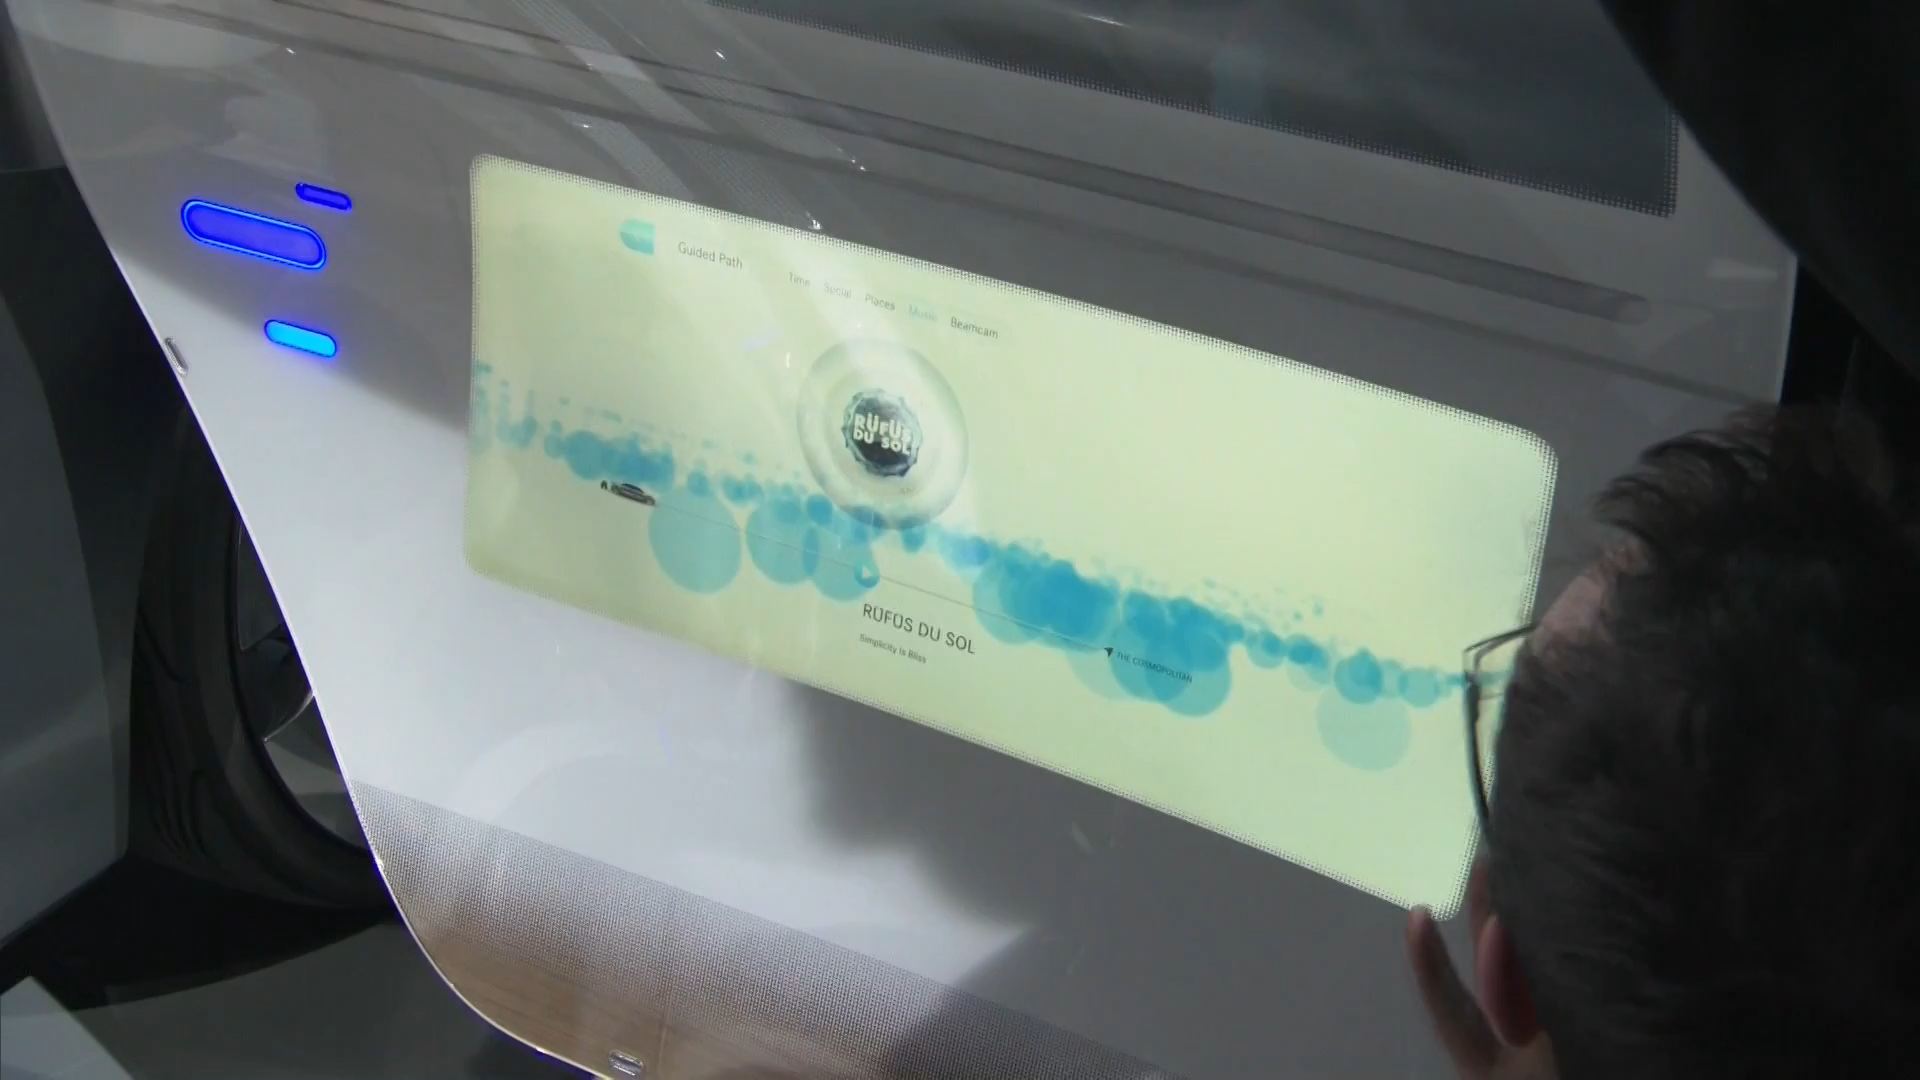 Guided Path
Time Social Places Music Beamcam
RÜFÜS
DU SOL
RÜFÜS DU SOL
Simplicity Is Bliss
THE COSMOPOLITAN